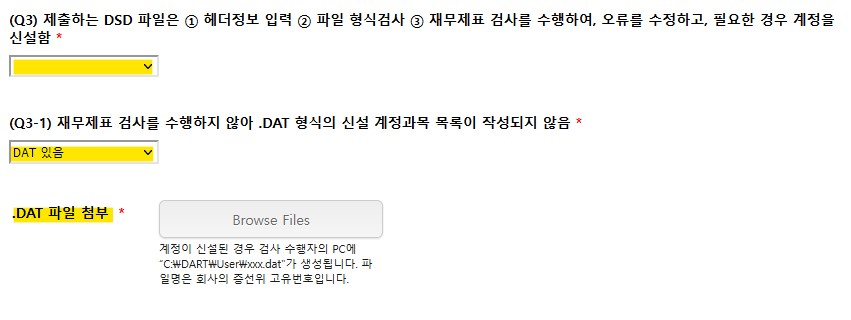 (Q3) 제출하는 DSD 파일은 ① 헤더정보 입력 ② 파일 형식검사 ③ 재무제표 검사를 수행하여, 오류를 수정하고, 필요한 경우 계정을
신설함 *
(Q3-1) 재무제표 검사를 수행하지 않아 .DAT 형식의 신설 계정과목 목록이 작성되지 않음 *
DAT 있음
.DAT 파일 첨부 *
Browse Files
계정이 신설된 경우 검사 수행자의 PC에
"C:₩DART₩User₩xxx.dat"가 생성됩니다. 파
일명은 회사의 증선위 고유번호입니다.